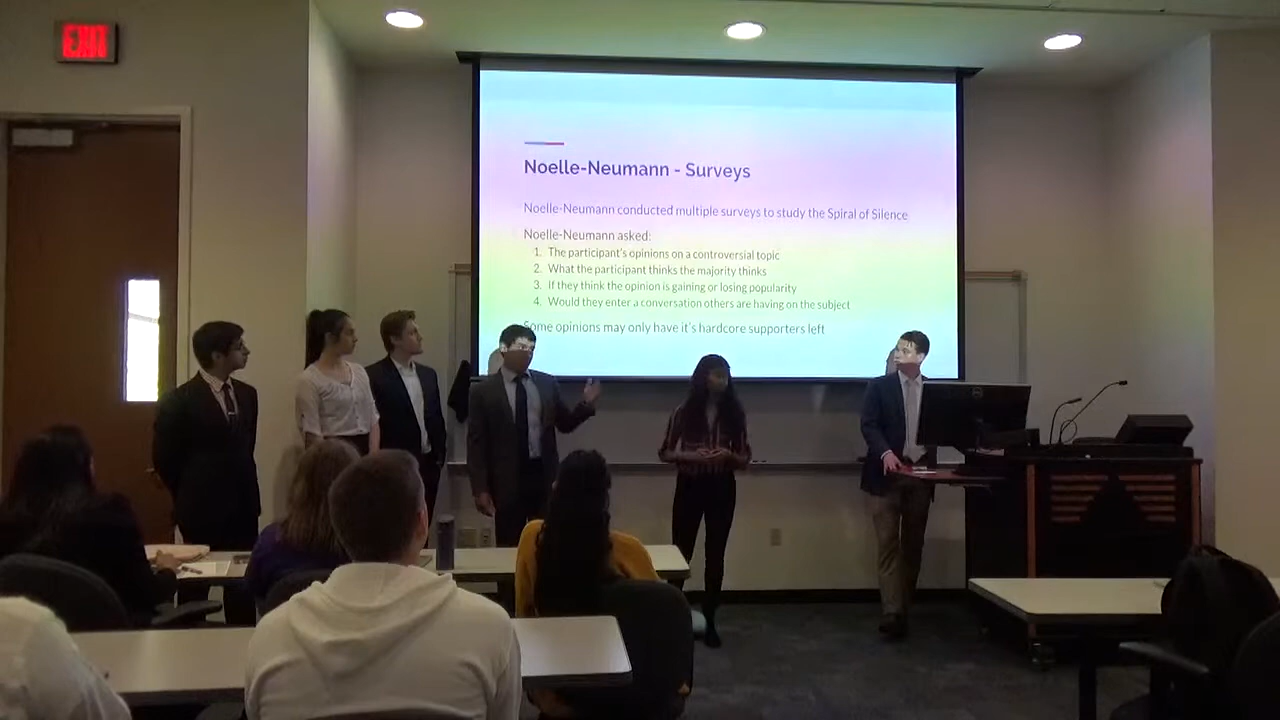 EXIT
Noelle-Neumann - Surveys
Noelle-Neumann conducted multiple surveys to study the Spiral of Silence
Noelle-Neumann asked:
1. The participant's opinions on a controversial topic
2. What the participant thinks the majority thinks
3. If they think the opinion is gaining or losing popularity
4. Would they enter a conversation others are having on the subject
Some opinions may only have it's hardcore supporters left